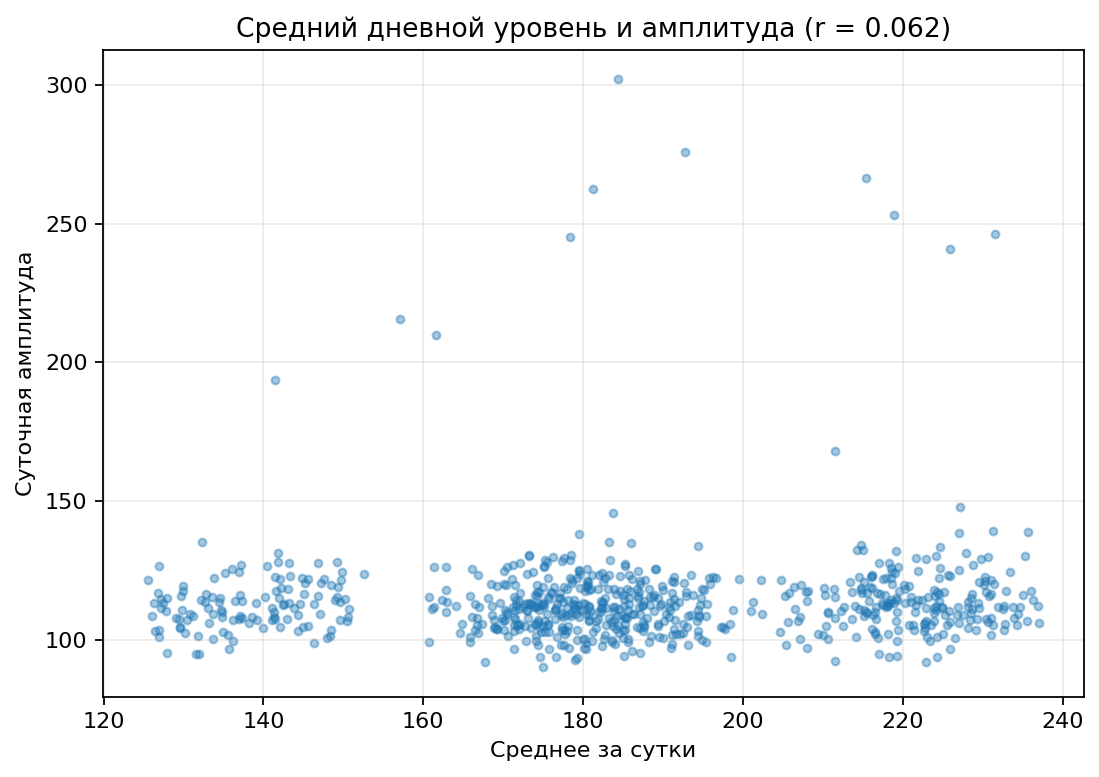 Средний дневной уровень и амплитуда (r = 0.062)
300
250
200
150
100
Суточная амплитуда
120 140 160 180 200 220 240
Среднее за сутки